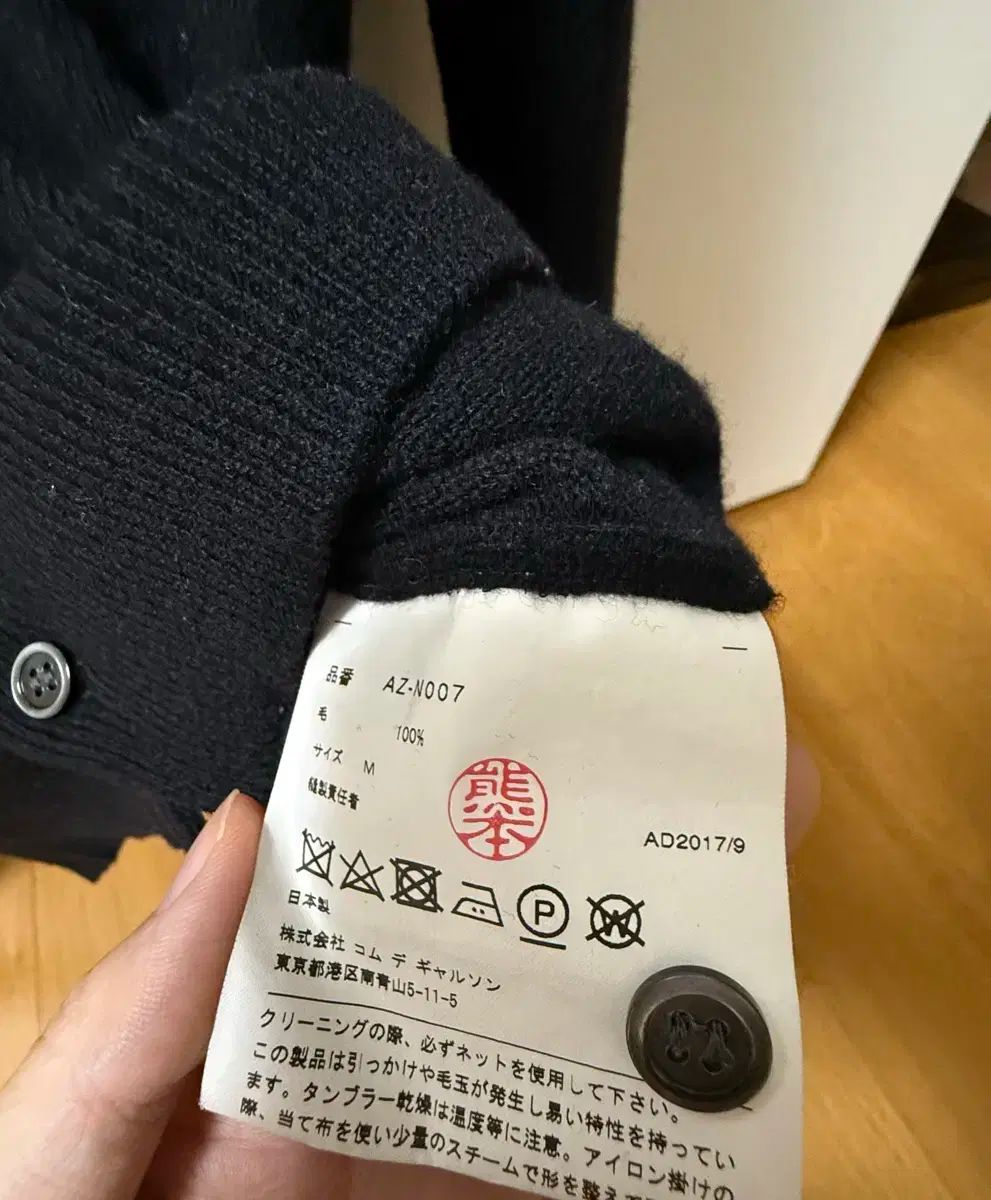 品番 AZ-N007
毛 100%
サイズ M
縫製責任者
熊本
AD2017/9
P W
日本製
株式会社 コム デ ギャルソン
東京都港区南青山5-11-5
クリーニングの際、必ずネットを使用して下さい。
この製品は引っかけや毛玉が発生し易い特性を持ってい
ます。タンブラー乾燥は温度等に注意。アイロン掛けの
際、当て布を使い少量のスチームで形を整えて